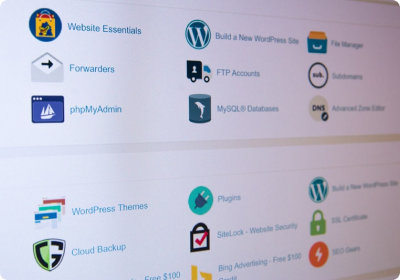 Website Essentials
Build a New WordPress Site
File Manager
Forwarders
FTP Accounts
sub.
Subdomains
phpMyAdmin
MySQL® Databases
DNS
Advanced Zone Editor
WordPress Themes
Plugins
Build a New WordPress Site
Cloud Backup
SiteLock - Website Security
SSL Certificate
Free $100
Bing Advertising - Free $100
Credit
SEO Gears